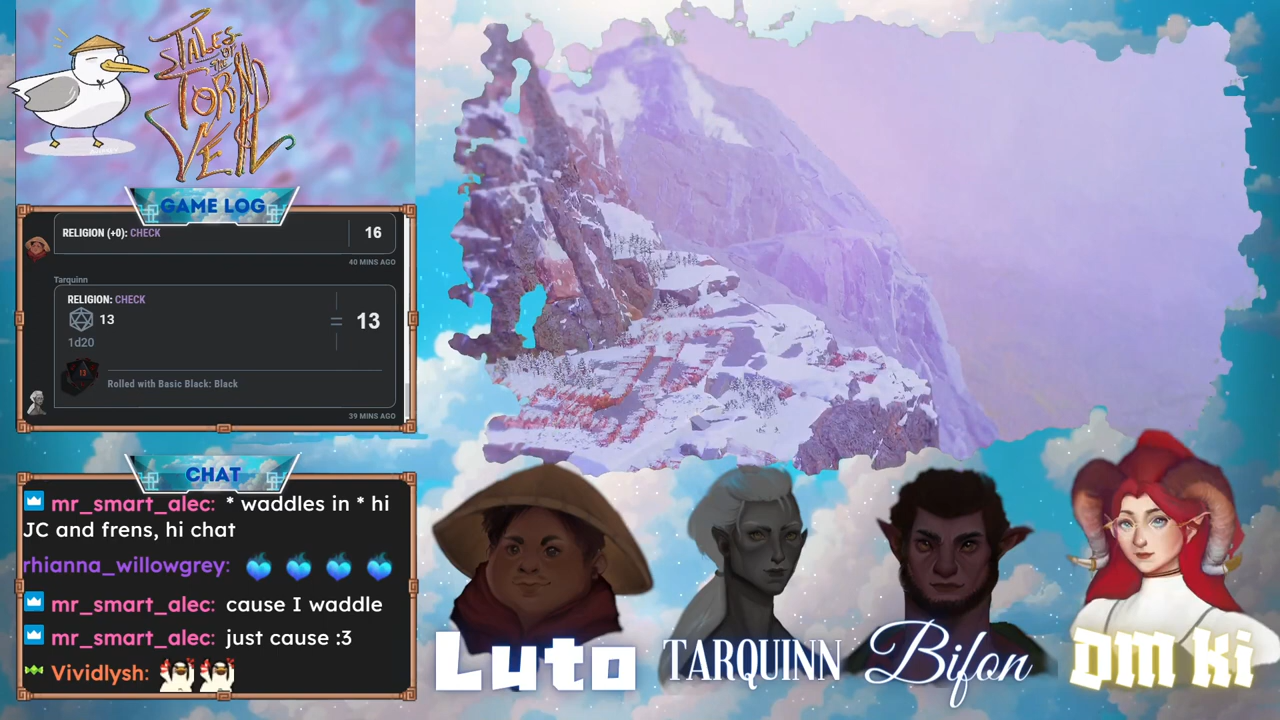 TALES
OF THE
TORN
VEIL
GAME LOG
RELIGION (+0): CHECK
16
40 MINS AGO
Tarquinn
RELIGION: CHECK
13
= 13
1d20
13
Rolled with Basic Black: Black
39 MINS AGO
CHAT
mr_smart_alec: * waddles in * hi
JC and frens, hi chat
rhianna_willowgrey:
mr_smart_alec: cause I waddle
mr_smart_alec: just cause :3
Vividlysh:
Luto
TARQUINN
Bifon
DM Ki